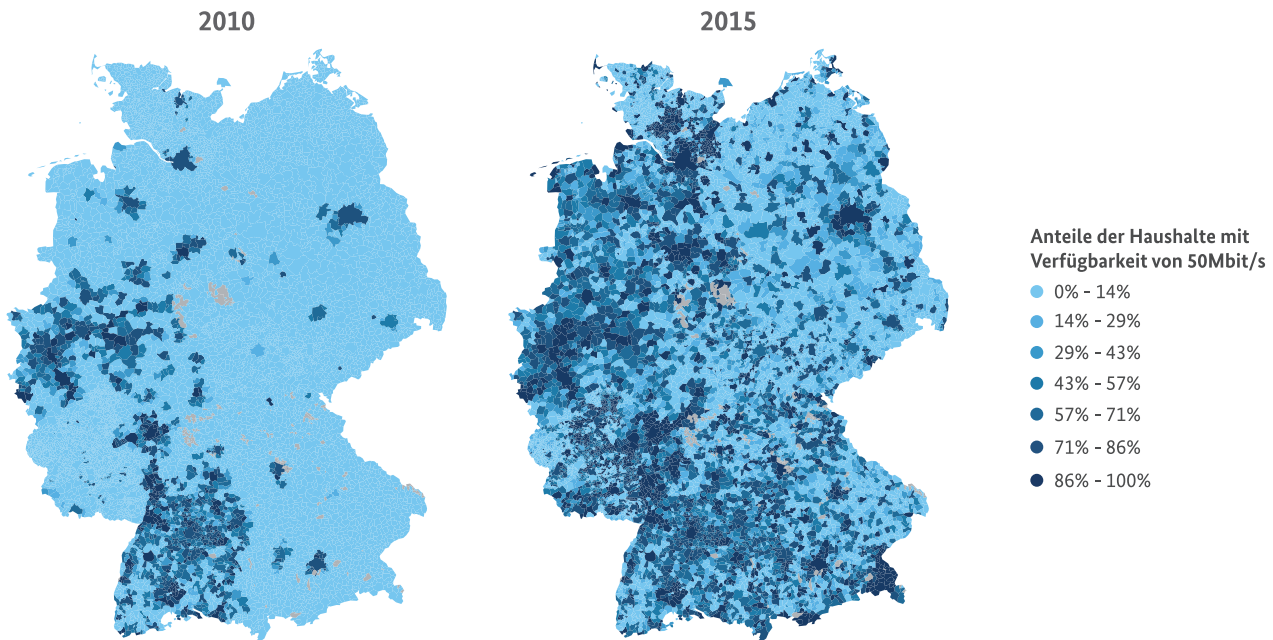 2010
2015
Anteile der Haushalte mit
Verfügbarkeit von 50Mbit/s
0% - 14%
14% - 29%
29% - 43%
43% - 57%
57% - 71%
71% - 86%
86% - 100%